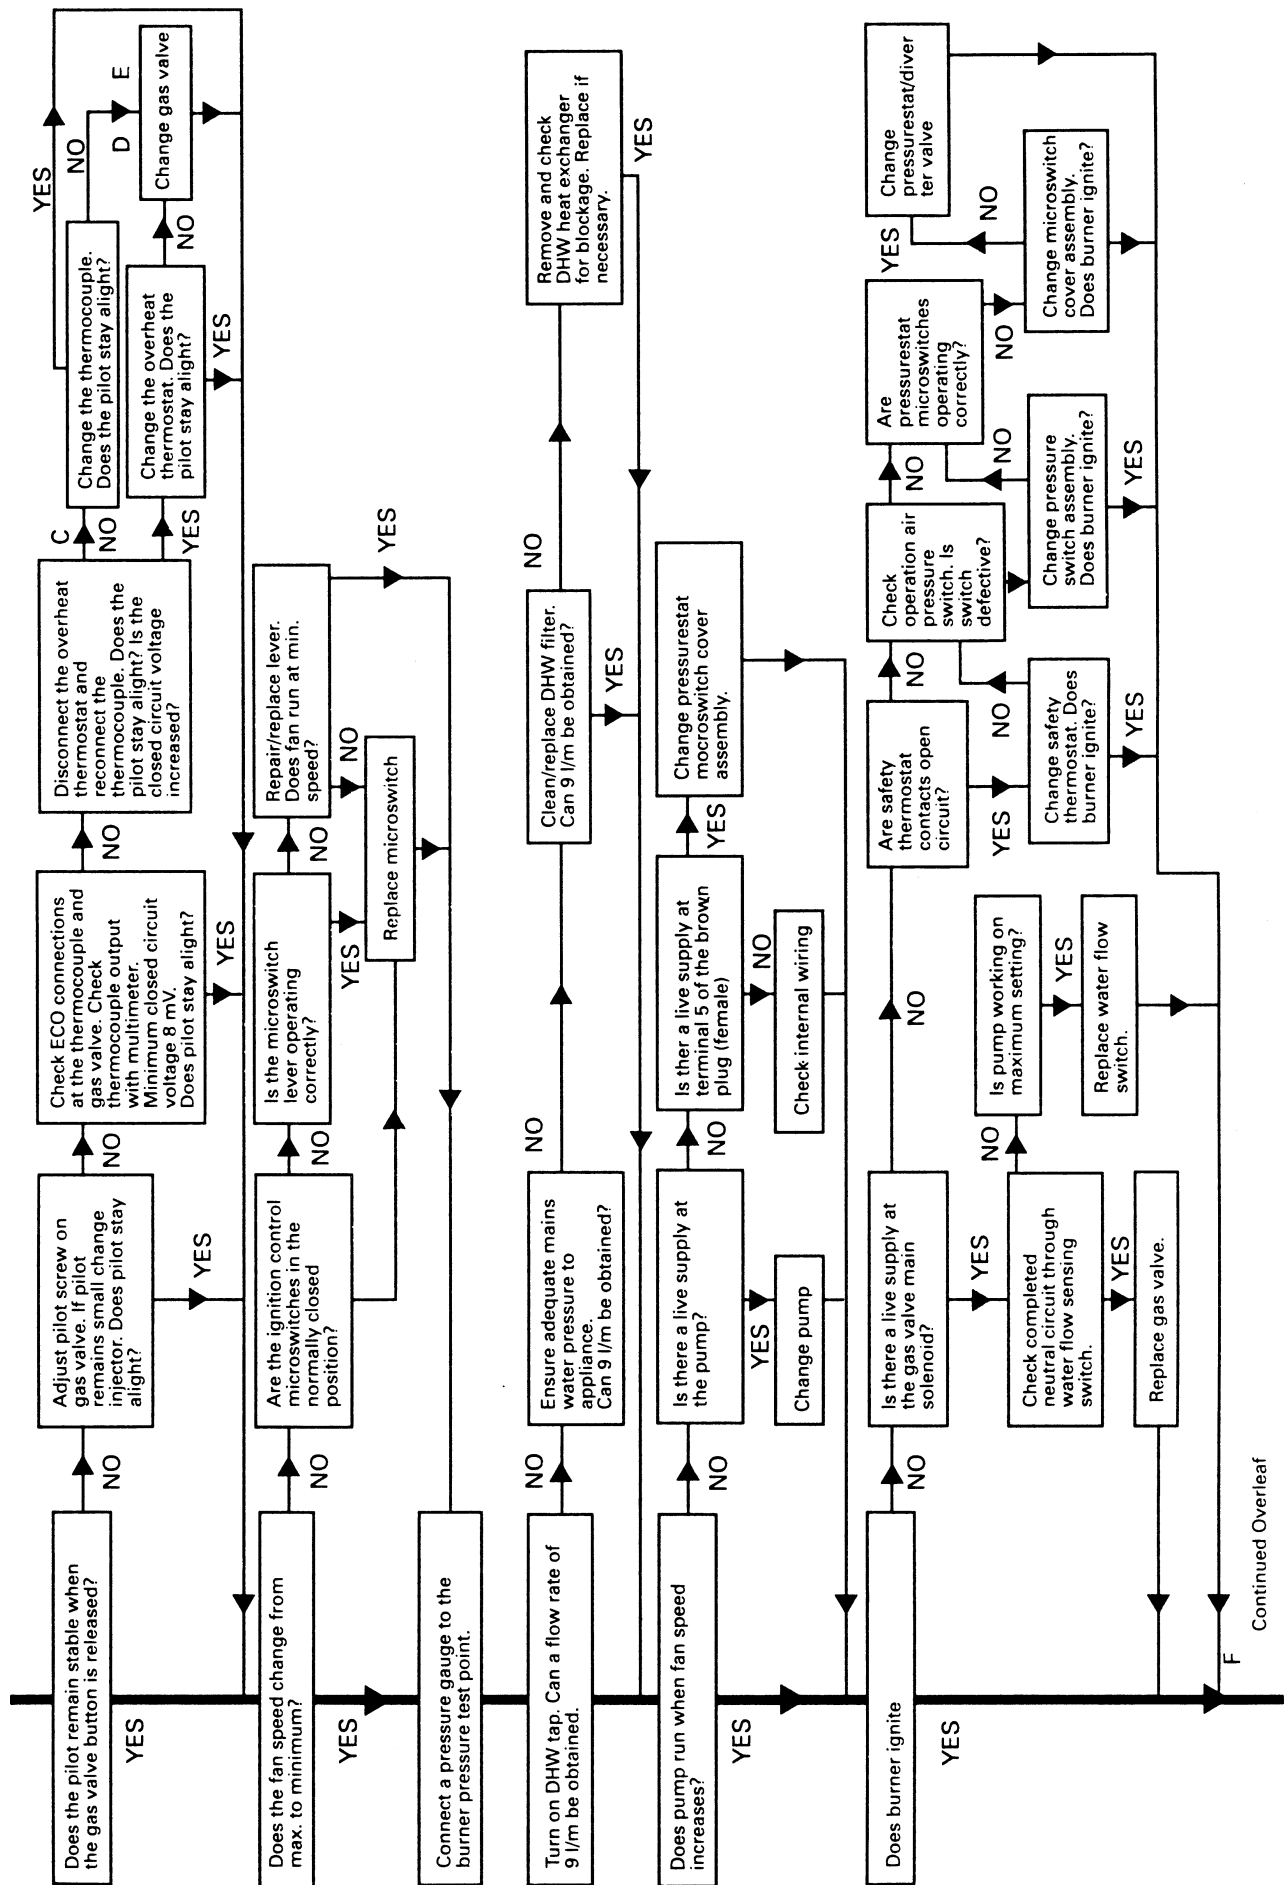 Does the pilot remain stable when
the gas valve button is released?
NO
YES
Adjust pilot screw on
gas valve. If pilot
remains small change
injector. Does pilot stay
alight?
NO
YES
Check ECO connections
at the thermocouple and
gas valve. Check
thermocouple output
with multimeter.
Minimum closed circuit
voltage 8 mV.
Does pilot stay alight?
NO
YES
Disconnect the overheat
thermostat and
reconnect the
thermocouple. Does the
pilot stay alight? Is the
closed circuit voltage
increased?
C
NO
YES
Change the thermocouple.
Does the pilot stay alight?
YES
NO
D E
Change the overheat
thermostat. Does the
pilot stay alight?
NO
YES
Change gas valve
Does the fan speed change from
max. to minimum?
NO
YES
Are the ignition control
microswitches in the
normally closed
position?
NO
Is the microswitch
lever operating
correctly?
NO
YES
Repair/replace lever.
Does fan run at min.
speed?
NO
YES
Replace microswitch
Connect a pressure gauge to the
burner pressure test point.
Turn on DHW tap. Can a flow rate of
9 l/m be obtained.
NO
Ensure adequate mains
water pressure to
appliance.
Can 9 l/m be obtained?
NO
Clean/replace DHW filter.
Can 9 l/m be obtained?
NO
YES
Remove and check
DHW heat exchanger
for blockage. Replace if
necessary.
YES
Does pump run when fan speed
increases?
NO
YES
Is there a live supply at
the pump?
NO
YES
Change pump
Is ther a live supply at
terminal 5 of the brown
plug (female)
YES
NO
Check internal wiring
Change pressurestat
mocroswitch cover
assembly.
Does burner ignite
NO
YES
Is there a live supply at
the gas valve main
solenoid?
NO
YES
Check completed
neutral circuit through
water flow sensing
switch.
NO
YES
Replace gas valve.
Is pump working on
maximum setting?
YES
Replace water flow
switch.
Are safety
thermostat
contacts open
circuit?
NO
YES
Change safety
thermostat. Does
burner ignite?
NO
YES
Check
operation air
pressure
switch. Is
switch
defective?
NO
Change pressure
switch assembly.
Does burner ignite?
NO
YES
Are
pressurestat
microswitches
operating
correctly?
YES
NO
Change microswitch
cover assembly.
Does burner ignite?
NO
Change
pressurestat/diver
ter valve
F
Continued Overleaf